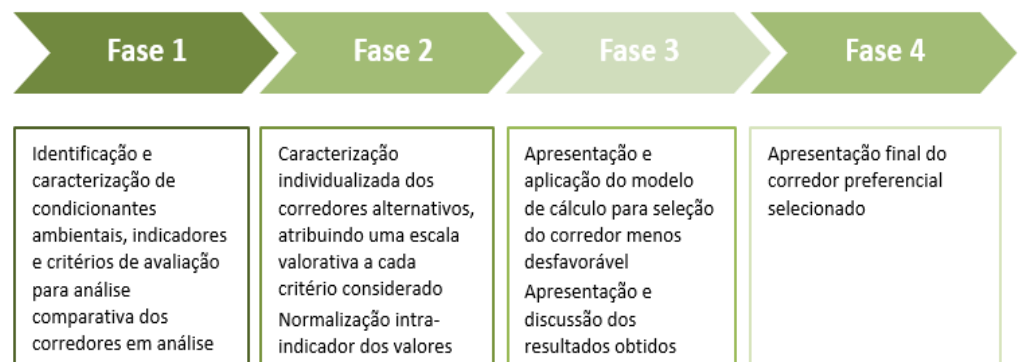 Fase 1
Fase 2
Fase 3
Fase 4
Identificação e
caracterização de
condicionantes
ambientais, indicadores
e critérios de avaliação
para análise
comparativa dos
corredores em análise
Caracterização
individualizada dos
corredores alternativos,
atribuindo uma escala
valorativa a cada
critério considerado
Normalização intra-
indicador dos valores
Apresentação e
aplicação do modelo
de cálculo para seleção
do corredor menos
desfavorável
Apresentação e
discussão dos
resultados obtidos
Apresentação final do
corredor preferencial
selecionado